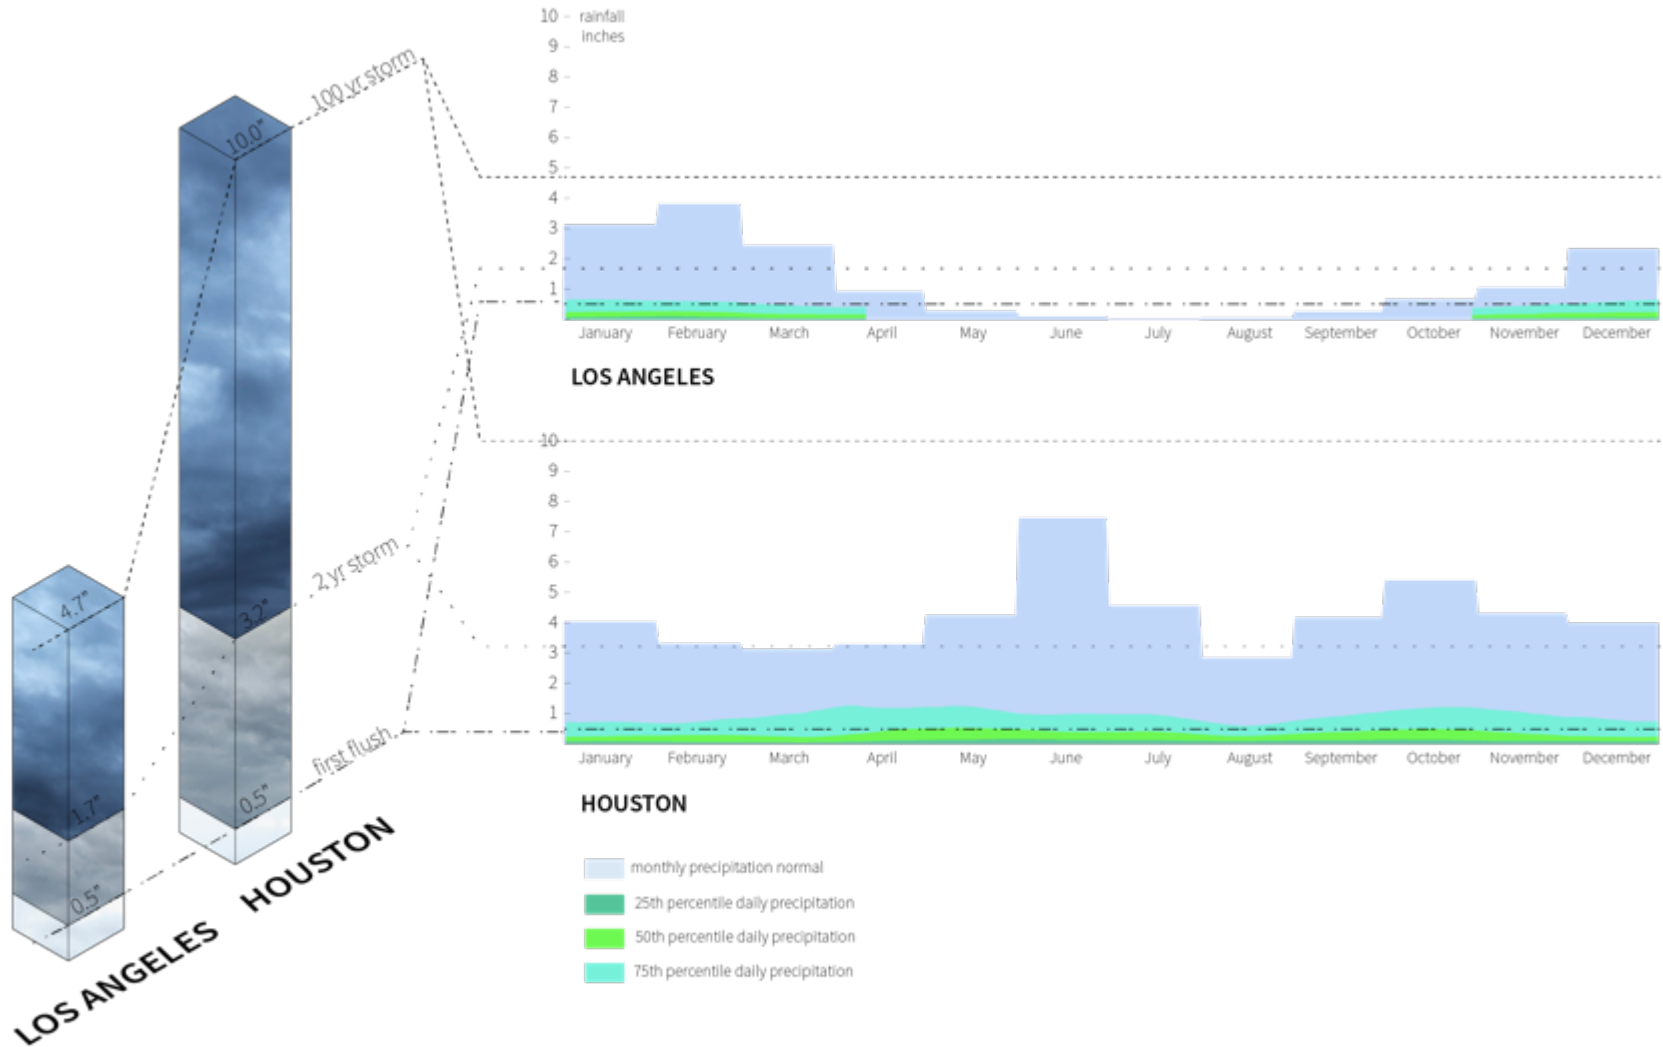 10
rainfall
inches
9
8
7
6
5
4
3
2
1
January February March April May June July August September October November December
LOS ANGELES
10
9
8
7
6
5
4
3
2
1
January February March April May June July August September October November December
HOUSTON
monthly precipitation normal
25th percentile daily precipitation
50th percentile daily precipitation
75th percentile daily precipitation
100 yr storm
2 yr storm
first flush
10.0"
3.2"
0.5"
HOUSTON
4.7"
1.7"
0.5"
LOS ANGELES